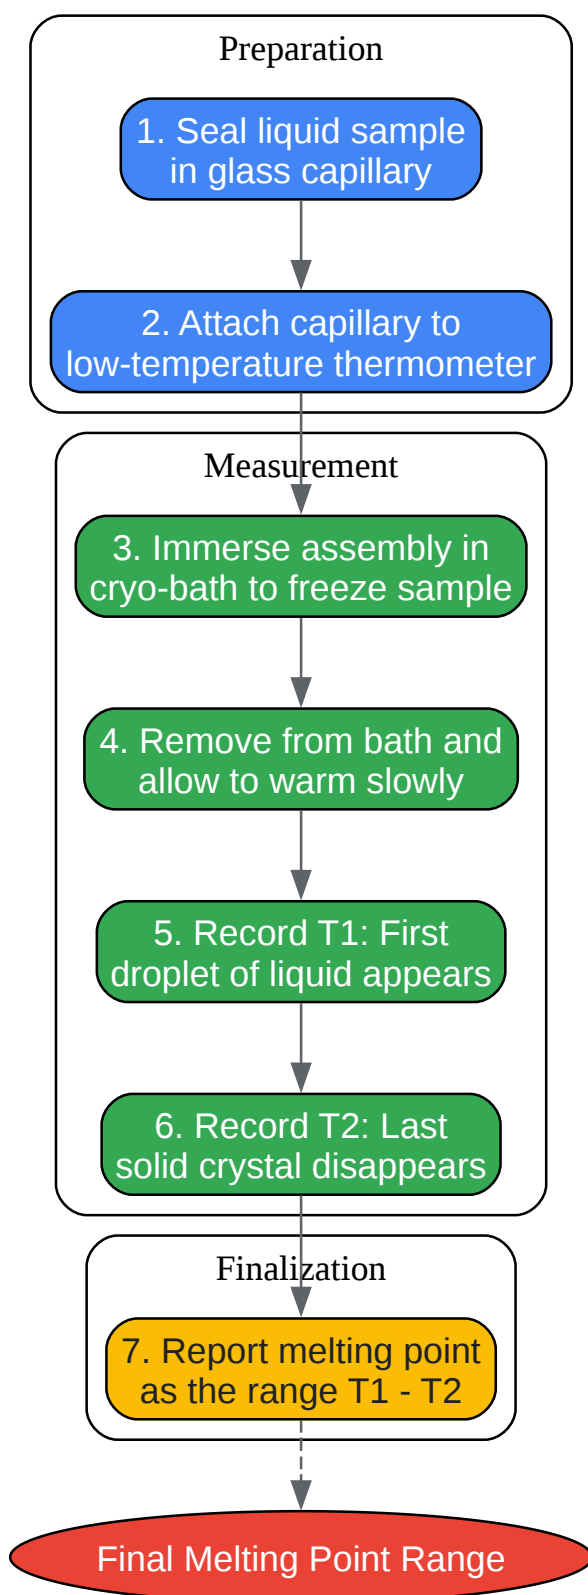 Preparation
1. Seal liquid sample
in glass capillary
2. Attach capillary to
low-temperature thermometer
Measurement
3. Immerse assembly in
cryo-bath to freeze sample
4. Remove from bath and
allow to warm slowly
5. Record T1: First
droplet of liquid appears
6. Record T2: Last
solid crystal disappears
Finalization
7. Report melting point
as the range T1 - T2
Final Melting Point Range